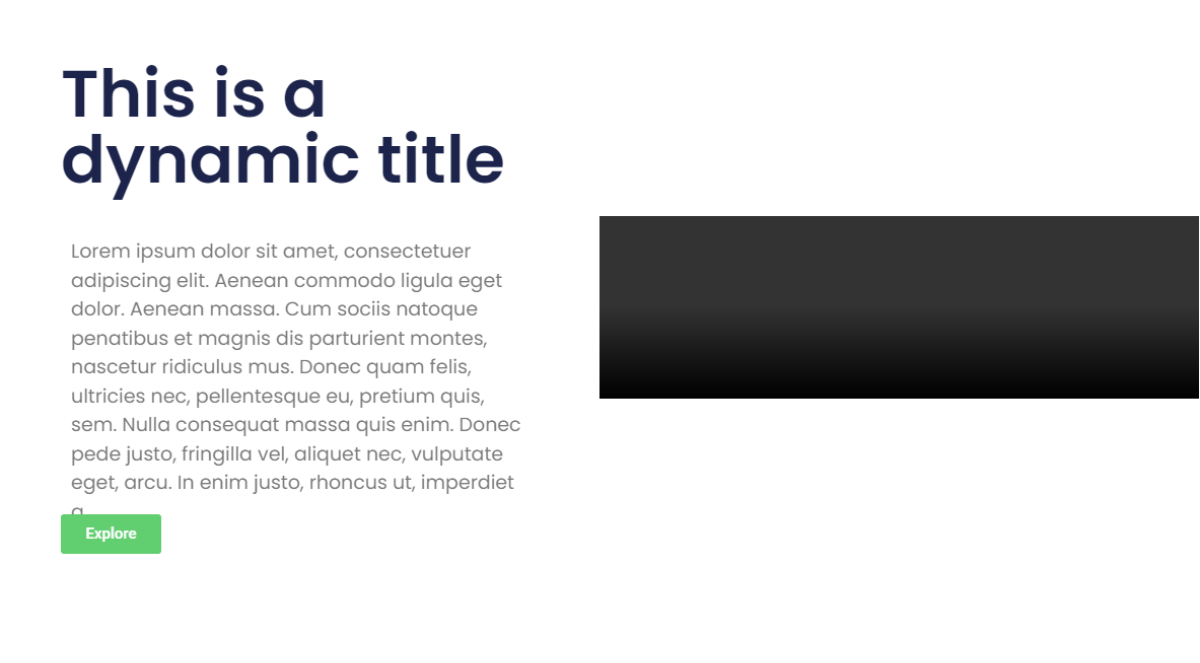 This is a
dynamic title
Lorem ipsum dolor sit amet, consectetuer
adipiscing elit. Aenean commodo ligula eget
dolor. Aenean massa. Cum sociis natoque
penatibus et magnis dis parturient montes,
nascetur ridiculus mus. Donec quam felis,
ultricies nec, pellentesque eu, pretium quis,
sem. Nulla consequat massa quis enim. Donec
pede justo, fringilla vel, aliquet nec, vulputate
eget, arcu. In enim justo, rhoncus ut, imperdiet
Explore